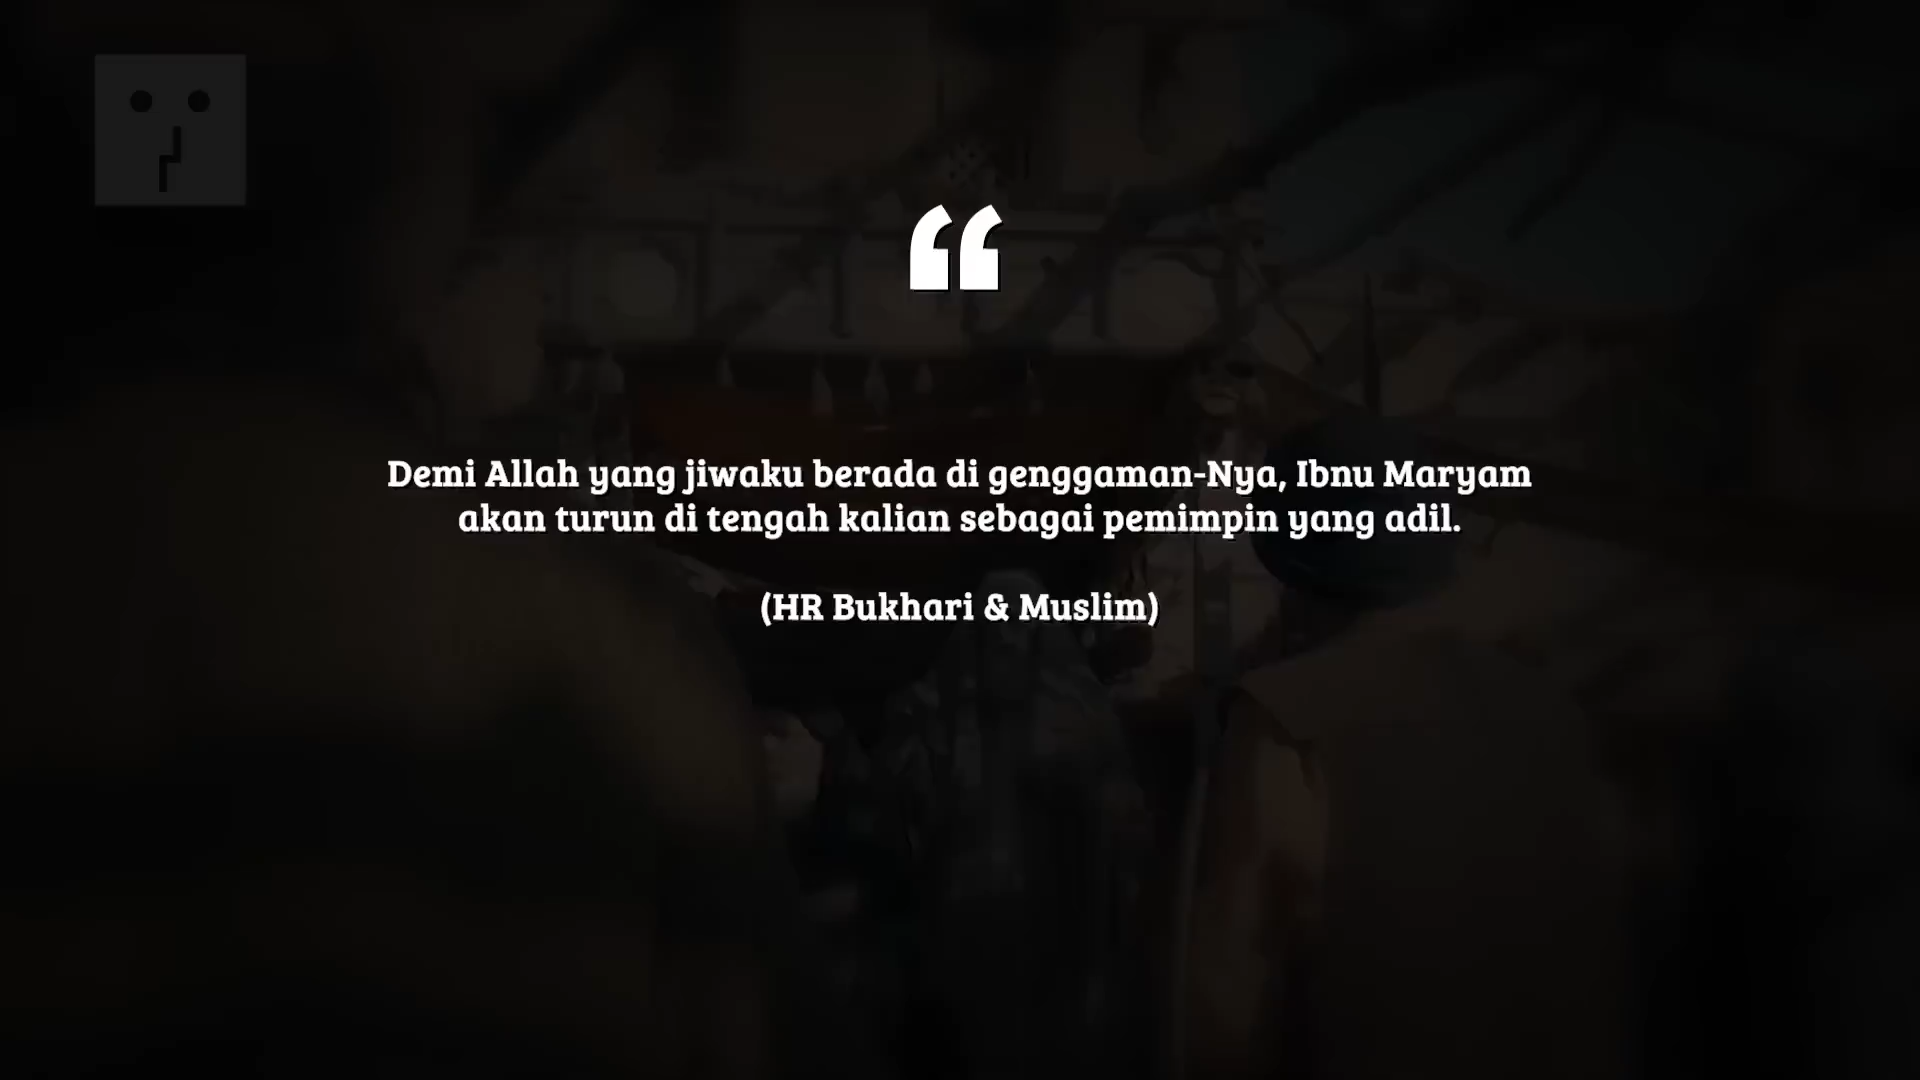 “
Demi Allah yang jiwaku berada di genggaman-Nya, Ibnu Maryam
akan turun di tengah kalian sebagai pemimpin yang adil.
(HR Bukhari & Muslim)